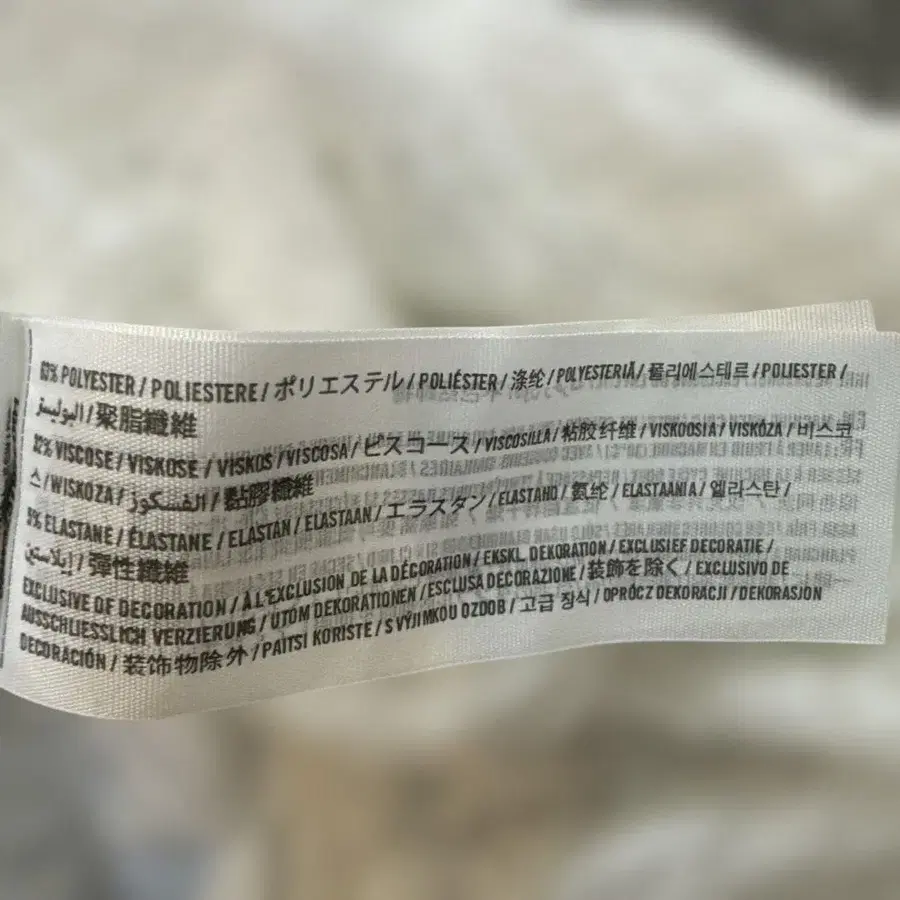 POLYESTER / POLIESTERE / ポリエステル / POLIÉSTER / 涤纶 / POLYESTERIÄ / 폴리에스테르 / POLIESTER /
البوليستر / 聚脂纖維
VISCOSE / VISKOSE / VISKOS / VISCOSA / ビスコース / VISCOSILLA / 粘胶纤维 / VISKOOSIA / VISKÓZA / 비스코
스 / WISKOZA / الفسكوز / 黏膠纖維
ELASTANE / ÉLASTANE / ELASTAN / ELASTAAN / エラスタン / ELASTAHO / 氨纶 / ELASTAANIA / 엘라스탄 /
إيلاستين / 彈性纖維
EXCLUSIVE OF DECORATION / À L'EXCLUSION DE LA DÉCORATION / EKSKL. DEKORATION / EXCLUSIEF DECORATIE /
AUSSCHLIESSLICH VERZIERUNG / UTOM DEKORATIONEN / ESCLUSA DECORAZIONE / 装飾を除く / EXCLUSIVO DE
DECORACIÓN / 装饰物除外 / PAITSI KORISTE / S VÝJIMKOU OZDOB / 고급 장식 / OPRÓCZ DEKORACJI / DEKORASJON